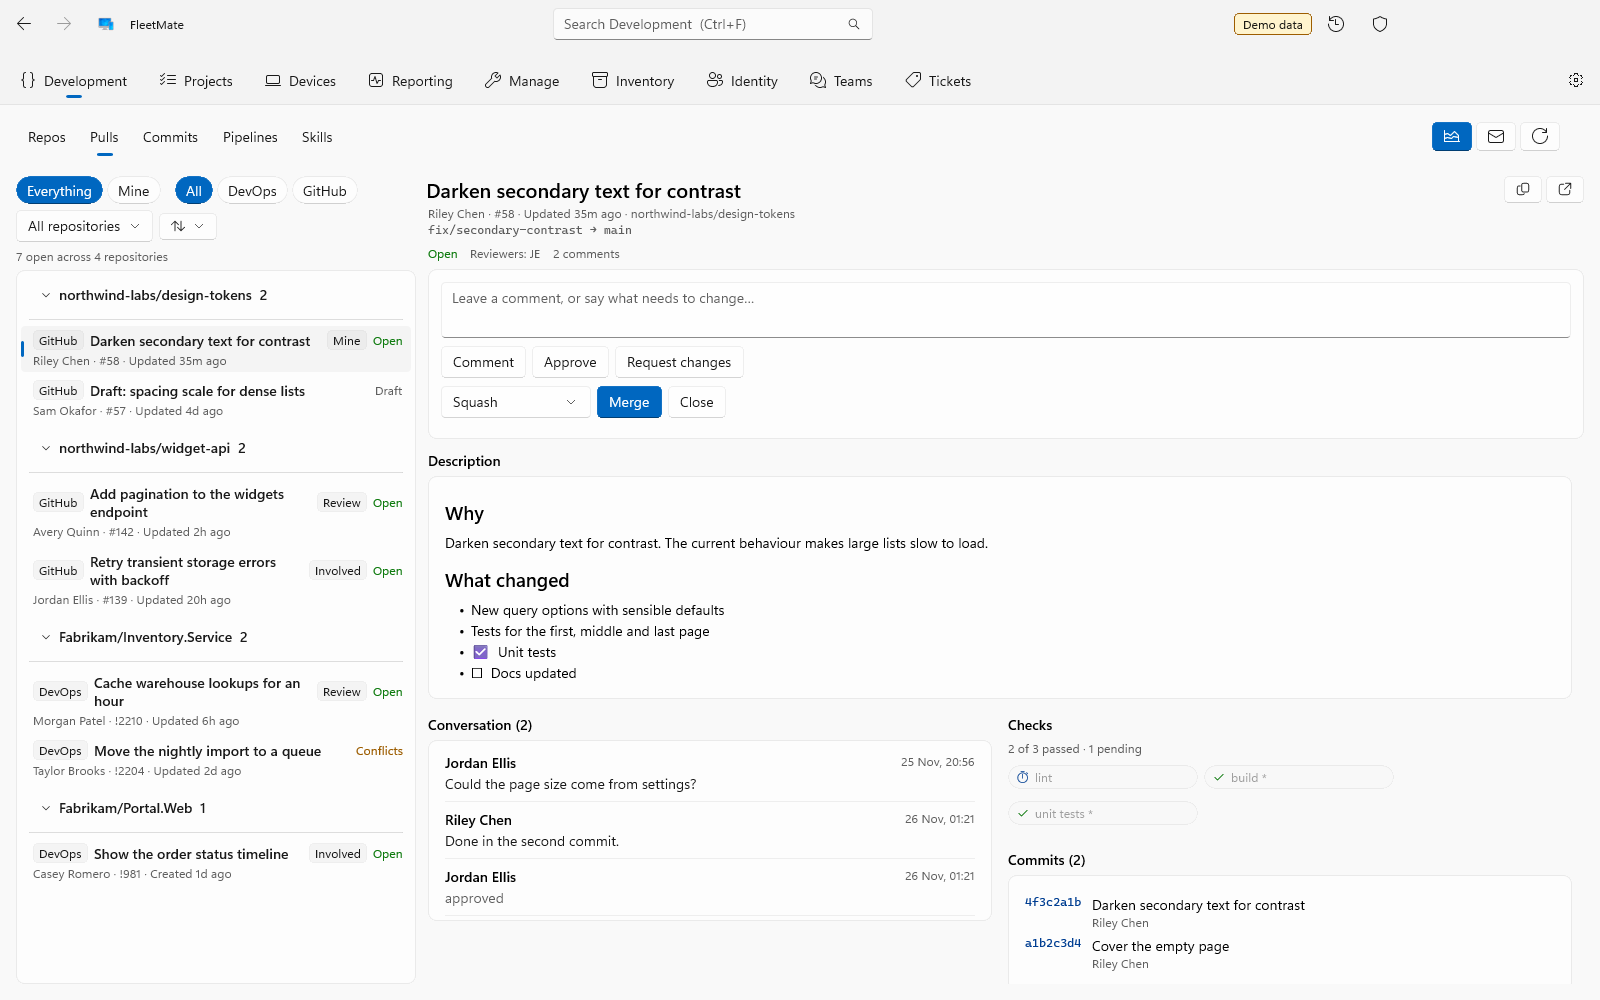 FleetMate
Search Development (Ctrl+F)
Demo data
Development
Projects
Devices
Reporting
Manage
Inventory
Identity
Teams
Tickets
Repos
Pulls
Commits
Pipelines
Skills
Everything
Mine
All
DevOps
GitHub
All repositories
7 open across 4 repositories
northwind-labs/design-tokens 2
GitHub Darken secondary text for contrast Mine Open
Riley Chen · #58 · Updated 35m ago
GitHub Draft: spacing scale for dense lists Draft
Sam Okafor · #57 · Updated 4d ago
northwind-labs/widget-api 2
GitHub Add pagination to the widgets endpoint Review Open
Avery Quinn · #142 · Updated 2h ago
GitHub Retry transient storage errors with backoff Involved Open
Jordan Ellis · #139 · Updated 20h ago
Fabrikam/Inventory.Service 2
DevOps Cache warehouse lookups for an hour Review Open
Morgan Patel · !2210 · Updated 6h ago
DevOps Move the nightly import to a queue Conflicts
Taylor Brooks · !2204 · Updated 2d ago
Fabrikam/Portal.Web 1
DevOps Show the order status timeline Involved Open
Casey Romero · !981 · Created 1d ago
Darken secondary text for contrast
Riley Chen · #58 · Updated 35m ago · northwind-labs/design-tokens
fix/secondary-contrast → main
Open Reviewers: JE 2 comments
Leave a comment, or say what needs to change...
Comment
Approve
Request changes
Squash
Merge
Close
Description
Why
Darken secondary text for contrast. The current behaviour makes large lists slow to load.
What changed
• New query options with sensible defaults
• Tests for the first, middle and last page
• ☑ Unit tests
• ☐ Docs updated
Conversation (2)
Jordan Ellis 25 Nov, 20:56
Could the page size come from settings?
Riley Chen 26 Nov, 01:21
Done in the second commit.
Jordan Ellis 26 Nov, 01:21
approved
Checks
2 of 3 passed · 1 pending
lint
build *
unit tests *
Commits (2)
4f3c2a1b Darken secondary text for contrast
Riley Chen
a1b2c3d4 Cover the empty page
Riley Chen